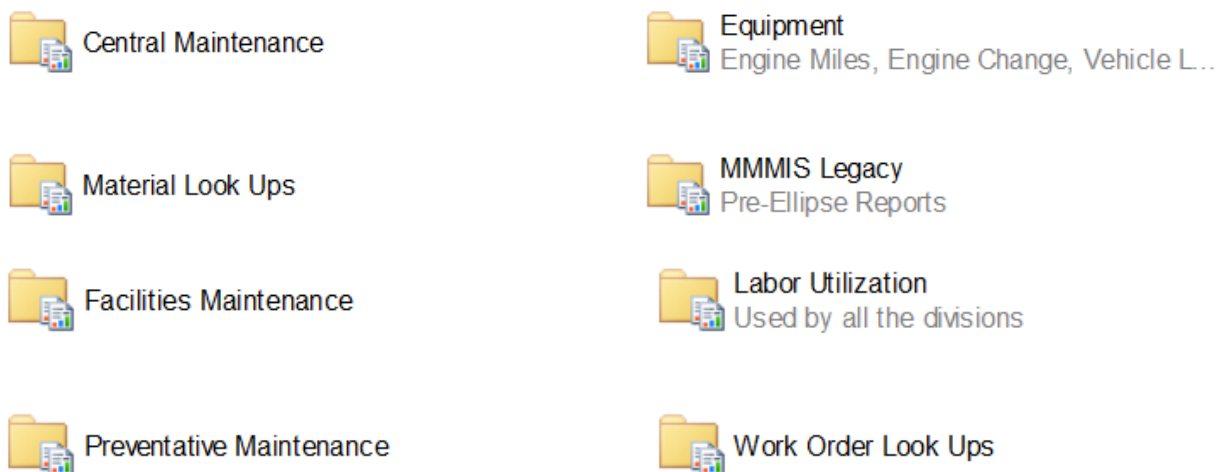 Central Maintenance
Equipment
Engine Miles, Engine Change, Vehicle L...
Material Look Ups
MMMIS Legacy
Pre-Ellipse Reports
Facilities Maintenance
Labor Utilization
Used by all the divisions
Preventative Maintenance
Work Order Look Ups